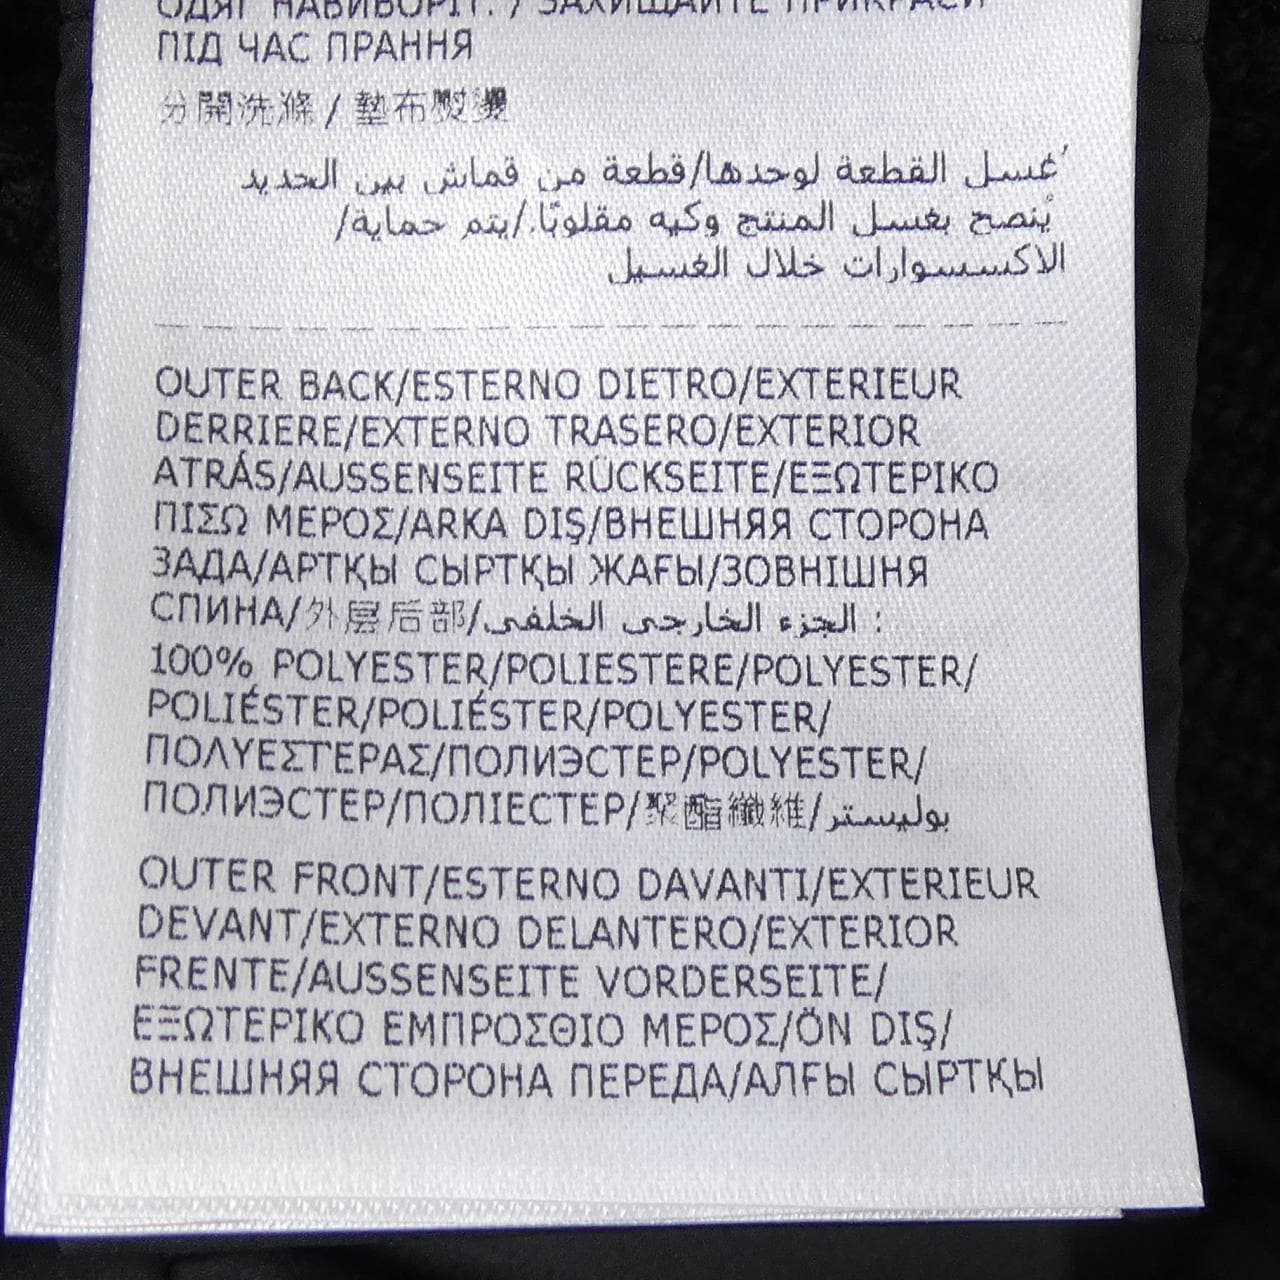 ОДЯГ НАВИВОРІТ. / ЗАХИЩАЙТЕ ПРИКРАСИ
ПІД ЧАС ПРАННЯ
分開洗滌 / 墊布熨燙
غسل القطعة لوحدها/قطعة من قماش بين الحديد
يُنصح بغسل المنتج وكيه مقلوبًا./يتم حماية/
الاكسسوارات خلال الغسيل
OUTER BACK/ESTERNO DIETRO/EXTERIEUR
DERRIERE/EXTERNO TRASERO/EXTERIOR
ATRÁS/AUSSENSEITE RÜCKSEITE/ΕΞΩΤΕΡΙΚΟ
ΠΙΣΩ ΜΕΡΟΣ/ARKA DIŞ/ВНЕШНЯЯ СТОРОНА
ЗАДА/АРТҚЫ СЫРТҚЫ ЖАҒЫ/ЗОВНІШНЯ
СПИНА/外层后部/الجزء الخارجي الخلفي :
100% POLYESTER/POLIESTERE/POLYESTER/
POLIÉSTER/POLIÉSTER/POLYESTER/
ΠΟΛΥΕΣΤΕΡΑΣ/ПОЛИЭСТЕР/POLYESTER/
ПОЛИЭСТЕР/ПОЛІЕСТЕР/聚酯纖維/بوليستر
OUTER FRONT/ESTERNO DAVANTI/EXTERIEUR
DEVANT/EXTERNO DELANTERO/EXTERIOR
FRENTE/AUSSENSEITE VORDERSEITE/
ΕΞΩΤΕΡΙΚΟ ΕΜΠΡΟΣΘΙΟ ΜΕΡΟΣ/ÖN DIŞ/
ВНЕШНЯЯ СТОРОНА ПЕРЕДА/АЛҒЫ СЫРТҚЫ